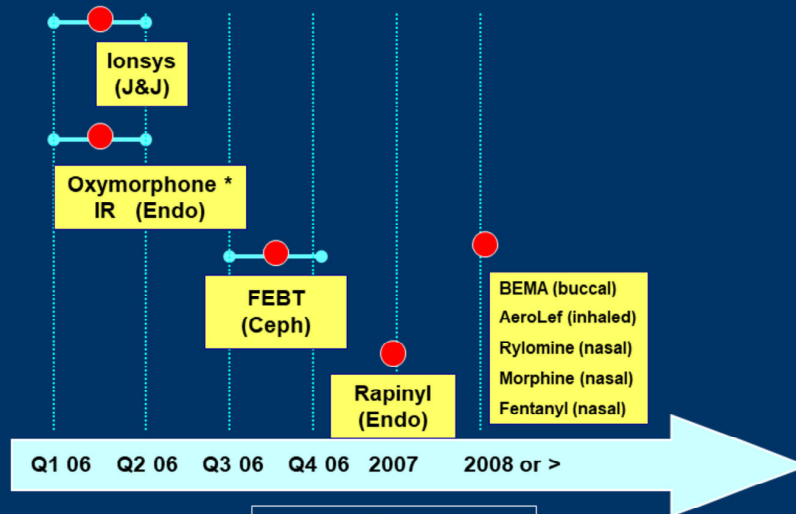 Ionsys
(J&J)
Oxymorphone *
IR (Endo)
FEBT
(Ceph)
Rapinyl
(Endo)
BEMA (buccal)
AeroLef (inhaled)
Rylomine (nasal)
Morphine (nasal)
Fentanyl (nasal)
Q1 06 Q2 06 Q3 06 Q4 06 2007 2008 or >